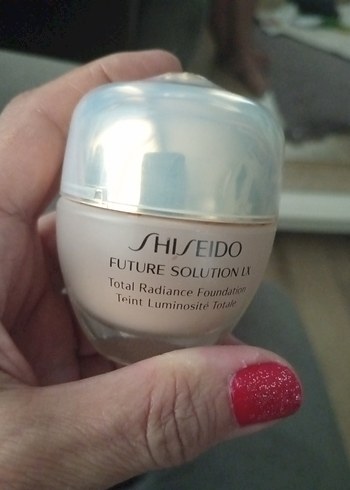 SHISEIDO
FUTURE SOLUTION LX
Total Radiance Foundation
Teint Luminosité Totale